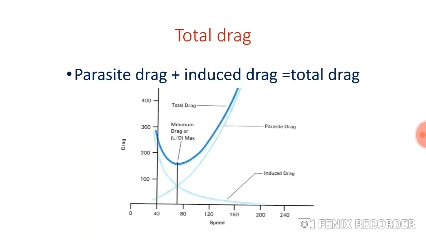 Total drag
•Parasite drag + induced drag =total drag
400
300
200
100
Drag
Total Drag
Minimum
Drag or
(L/D) Max
Parasite Drag
Induced Drag
0 40 80 120 160 200 240
Speed
FENIX RECORDER